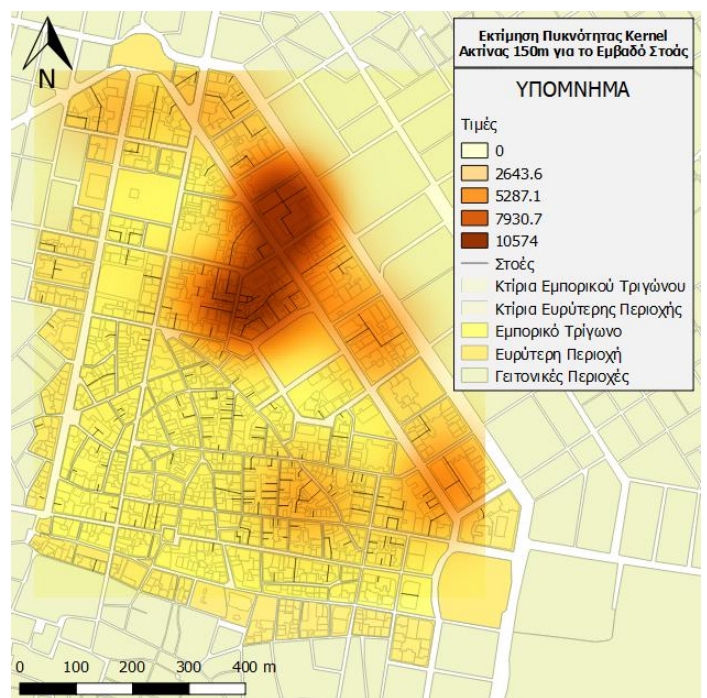 Εκτίμηση Πυκνότητας Kernel
Ακτίνας 150m για το Εμβαδό Στοάς
ΥΠΟΜΝΗΜΑ
Τιμές
0
2643.6
5287.1
7930.7
10574
Στοές
Κτίρια Εμπορικού Τριγώνου
Κτίρια Ευρύτερης Περιοχής
Εμπορικό Τρίγωνο
Ευρύτερη Περιοχή
Γειτονικές Περιοχές
N
0 100 200 300 400 m